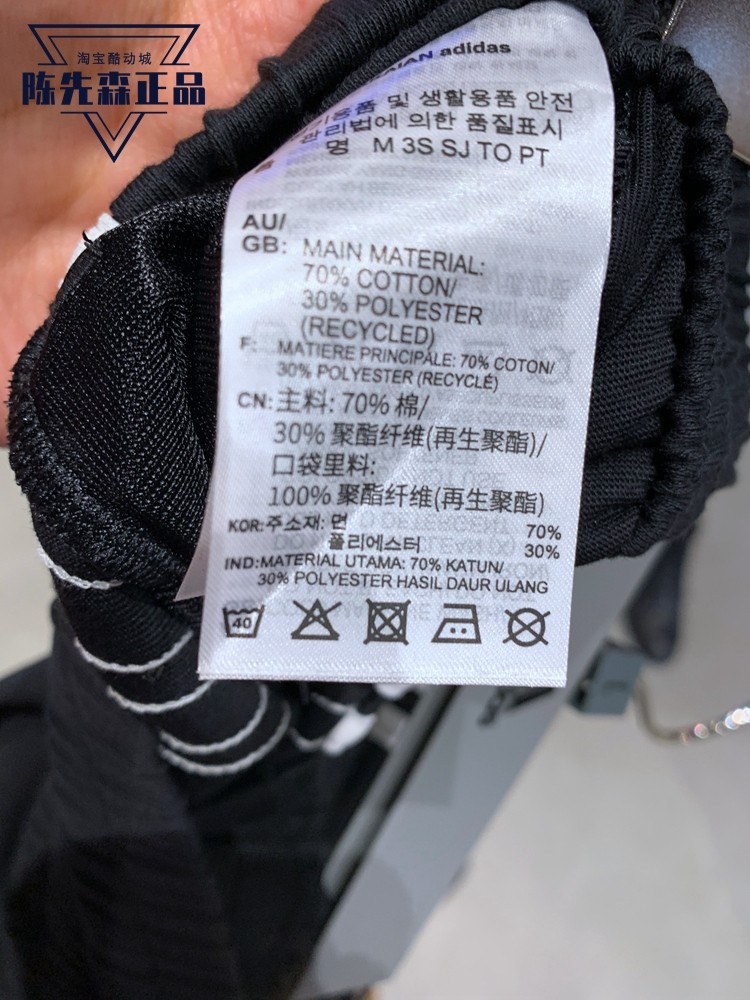 淘宝酷动城
陈先森正品
adidas
용품 및 생활용품 안전
관리법에 의한 품질표시
명 M 3S SJ TO PT
AU/
GB: MAIN MATERIAL:
70% COTTON/
30% POLYESTER
(RECYCLED)
F: MATIERE PRINCIPALE: 70% COTON/
30% POLYESTER (RECYCLÉ)
CN: 主料: 70% 棉/
30% 聚酯纤维(再生聚酯)/
口袋里料:
100% 聚酯纤维(再生聚酯)
KOR: 주소재: 면 70%
폴리에스터 30%
IND: MATERIAL UTAMA: 70% KATUN/
30% POLYESTER HASIL DAUR ULANG
40